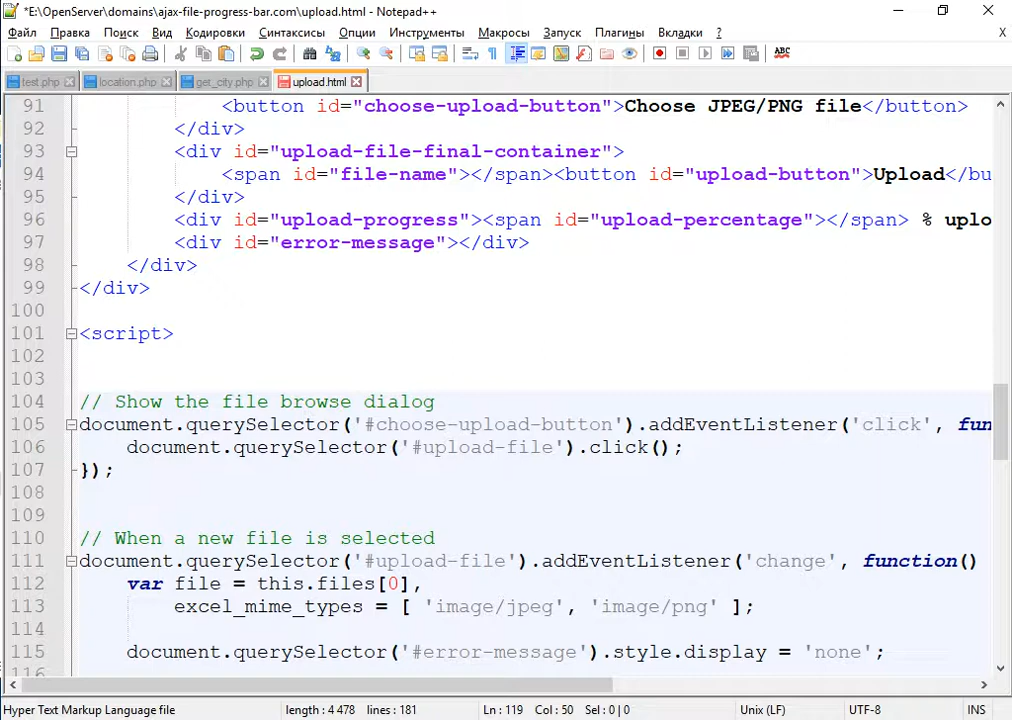 *E:\OpenServer\domains\ajax-file-progress-bar.com\upload.html - Notepad++
Файл Правка Поиск Вид Кодировки Синтаксисы Опции Инструменты Макросы Запуск Плагины Вкладки ? X
ABC
test.php location.php get_city.php upload.html
91 <button id="choose-upload-button">Choose JPEG/PNG file</button>
92 </div>
93 <div id="upload-file-final-container">
94 <span id="file-name"></span><button id="upload-button">Upload</bu
95 </div>
96 <div id="upload-progress"><span id="upload-percentage"></span> % uplo
97 <div id="error-message"></div>
98 </div>
99 </div>
100
101 <script>
102
103
104 // Show the file browse dialog
105 document.querySelector('#choose-upload-button').addEventListener('click', fun
106 document.querySelector('#upload-file').click();
107 });
108
109
110 // When a new file is selected
111 document.querySelector('#upload-file').addEventListener('change', function()
112 var file = this.files[0],
113 excel_mime_types = [ 'image/jpeg', 'image/png' ];
114
115 document.querySelector('#error-message').style.display = 'none';
116
Hyper Text Markup Language file length : 4 478 lines : 181 Ln : 119 Col : 50 Sel : 0 | 0 Unix (LF) UTF-8 INS